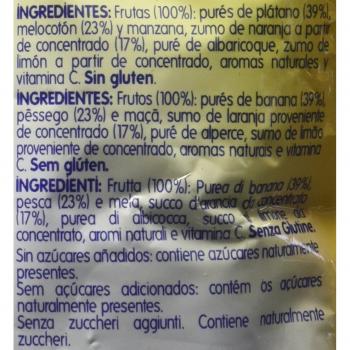 INGREDIENTES: Frutas (100%): purés de plátano (39%),
melocotón (23%) y manzana, zumo de naranja a partir
de concentrado (17%), puré de albaricoque, zumo de
limón a partir de concentrado, aromas naturales y
vitamina C. Sin gluten.
INGREDIENTES: Frutos (100%): purés de banana (39%),
pêssego (23%) e maçã, sumo de laranja proveniente
de concentrado (17%), puré de alperce, sumo de limão
proveniente de concentrado, aromas naturais e vitamina
C. Sem glúten.
INGREDIENTI: Frutta (100%): Purea di banana (39%),
pesca (23%) e mela, succo d'arancia di concentrato
(17%), purea di albicocca, succo di limone da
concentrato, aromi naturali e vitamina C. Senza Glutine.
Sin azúcares añadidos: contiene azúcares naturalmente
presentes.
Sem açúcares adicionados: contém os açúcares
naturalmente presentes.
Senza zuccheri aggiunti. Contiene naturalmente
zuccheri.